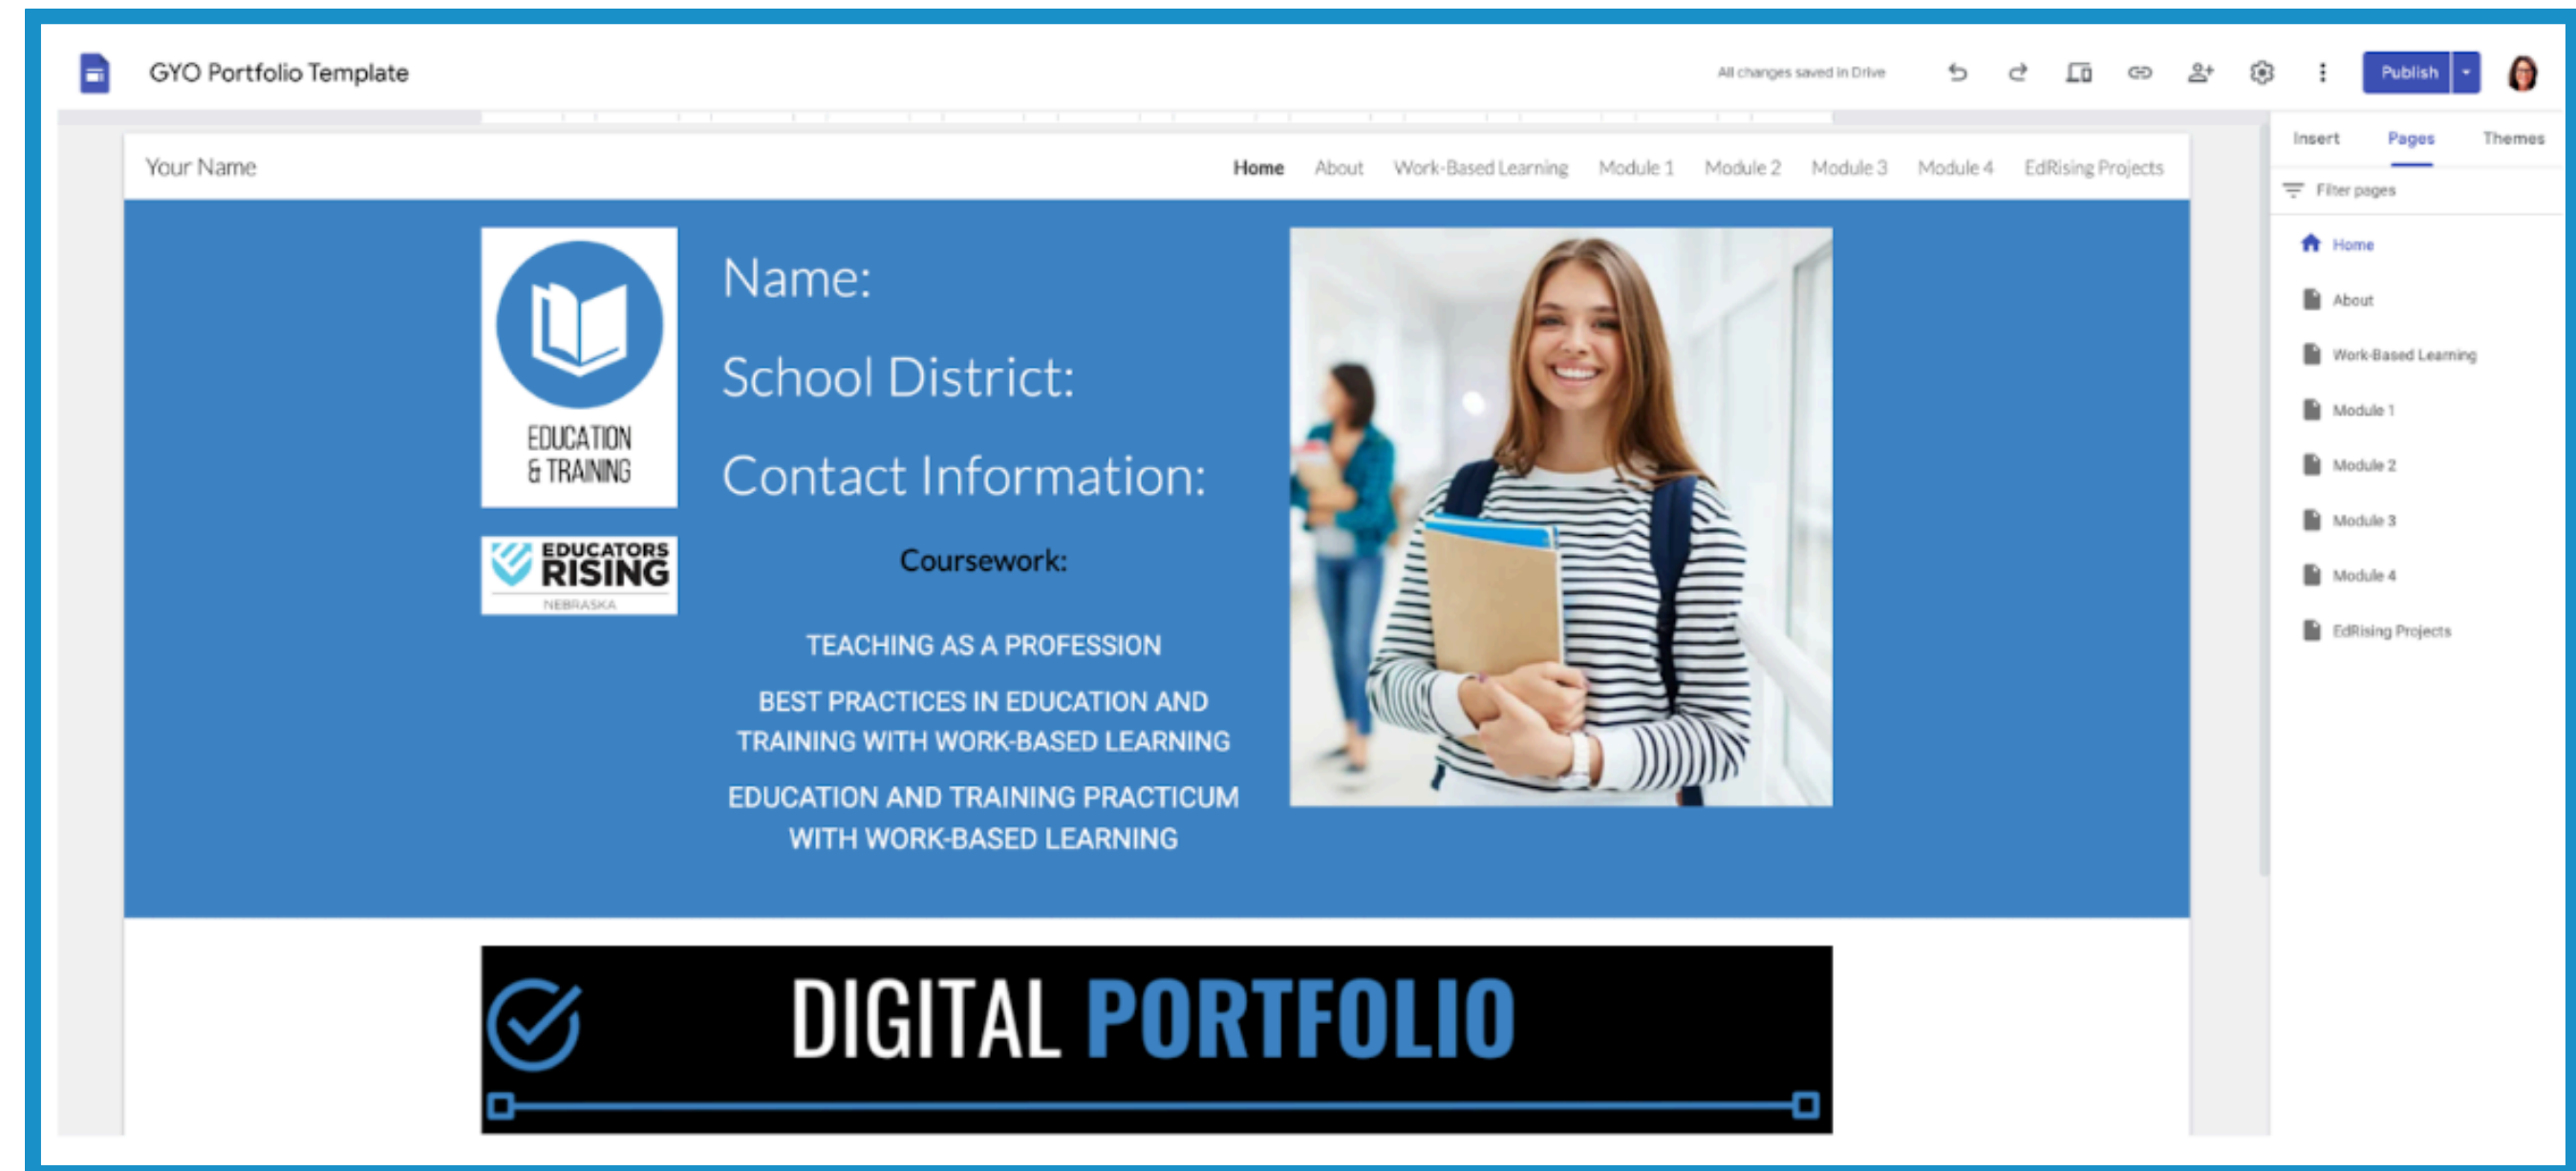 GYO Portfolio Template
All changes saved in Drive
Publish
Insert Pages Themes
Filter pages
Home
About
Work-Based Learning
Module 1
Module 2
Module 3
Module 4
EdRising Projects
Your Name
Home About Work-Based Learning Module 1 Module 2 Module 3 Module 4 EdRising Projects
EDUCATION
& TRAINING
EDUCATORS
RISING
NEBRASKA
Name:
School District:
Contact Information:
Coursework:
TEACHING AS A PROFESSION
BEST PRACTICES IN EDUCATION AND
TRAINING WITH WORK-BASED LEARNING
EDUCATION AND TRAINING PRACTICUM
WITH WORK-BASED LEARNING
DIGITAL PORTFOLIO